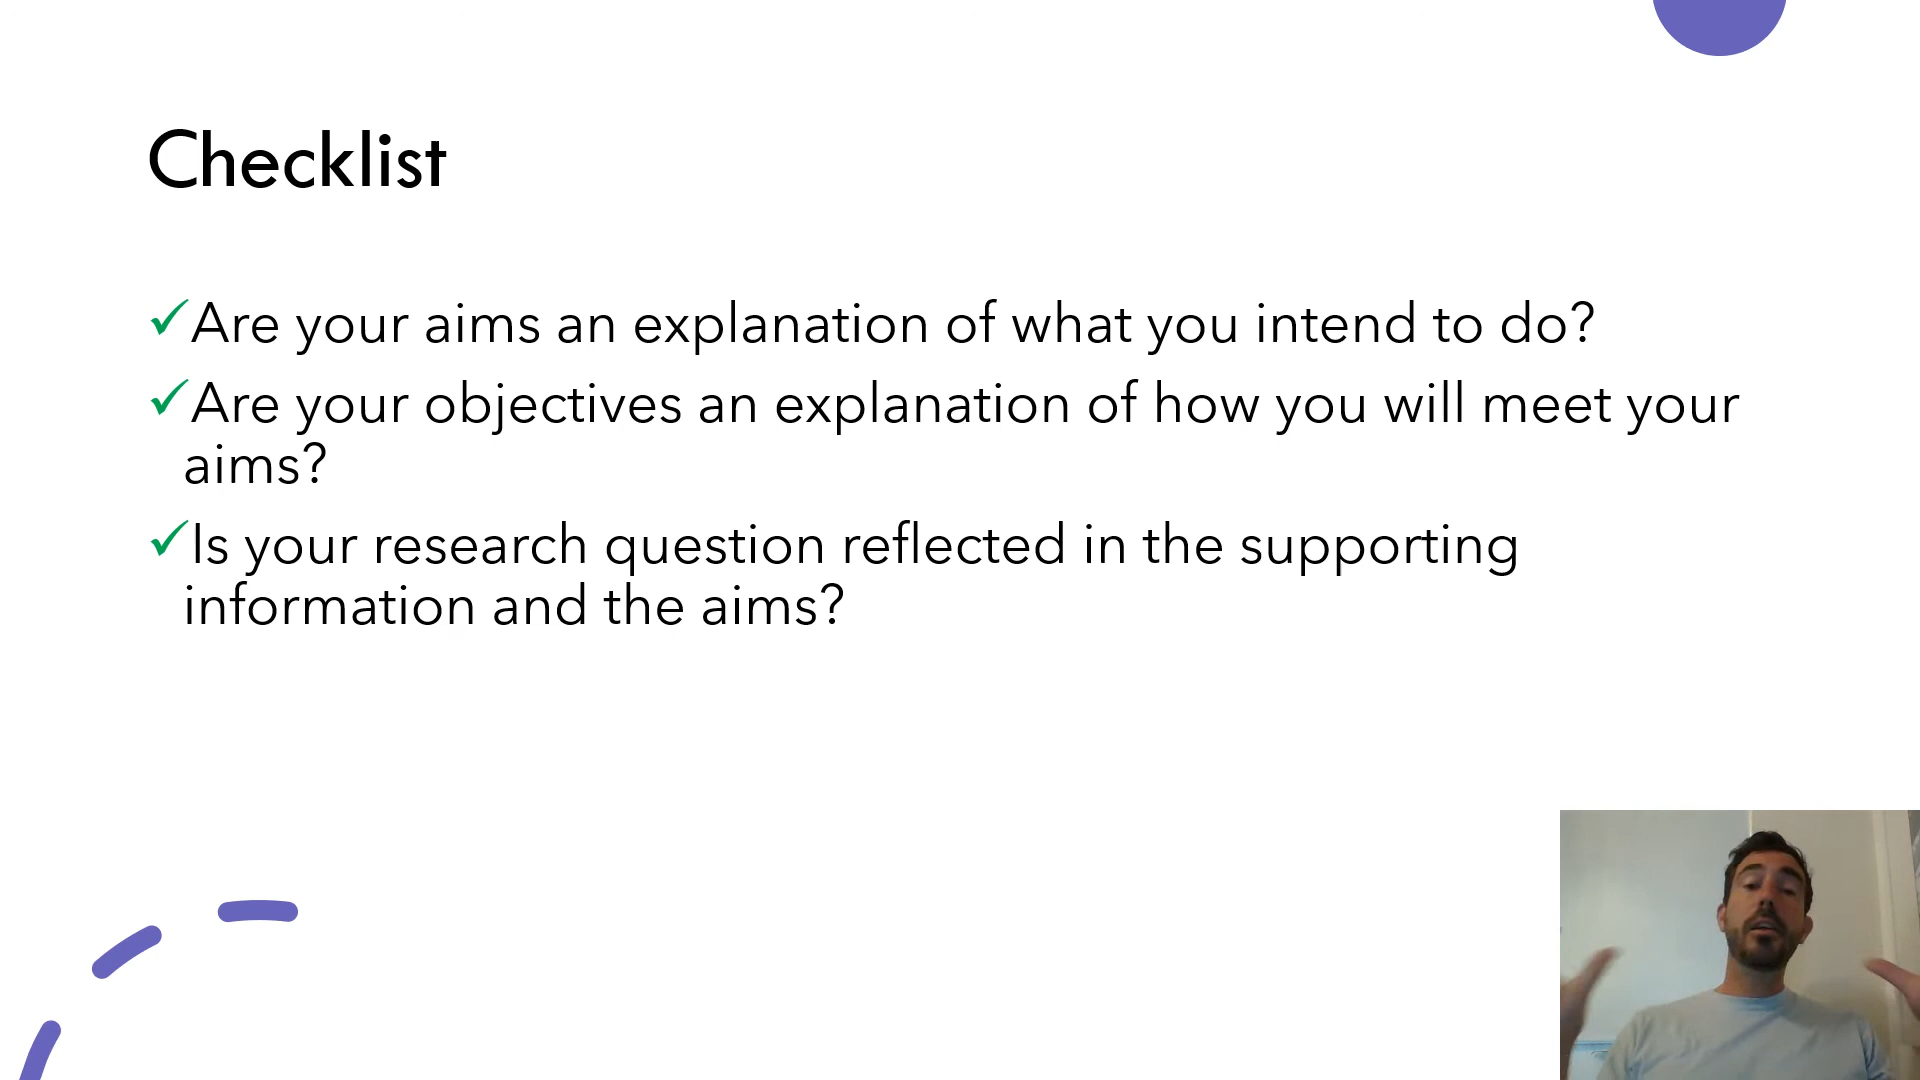 Checklist
✓Are your aims an explanation of what you intend to do?
✓Are your objectives an explanation of how you will meet your
aims?
✓Is your research question reflected in the supporting
information and the aims?